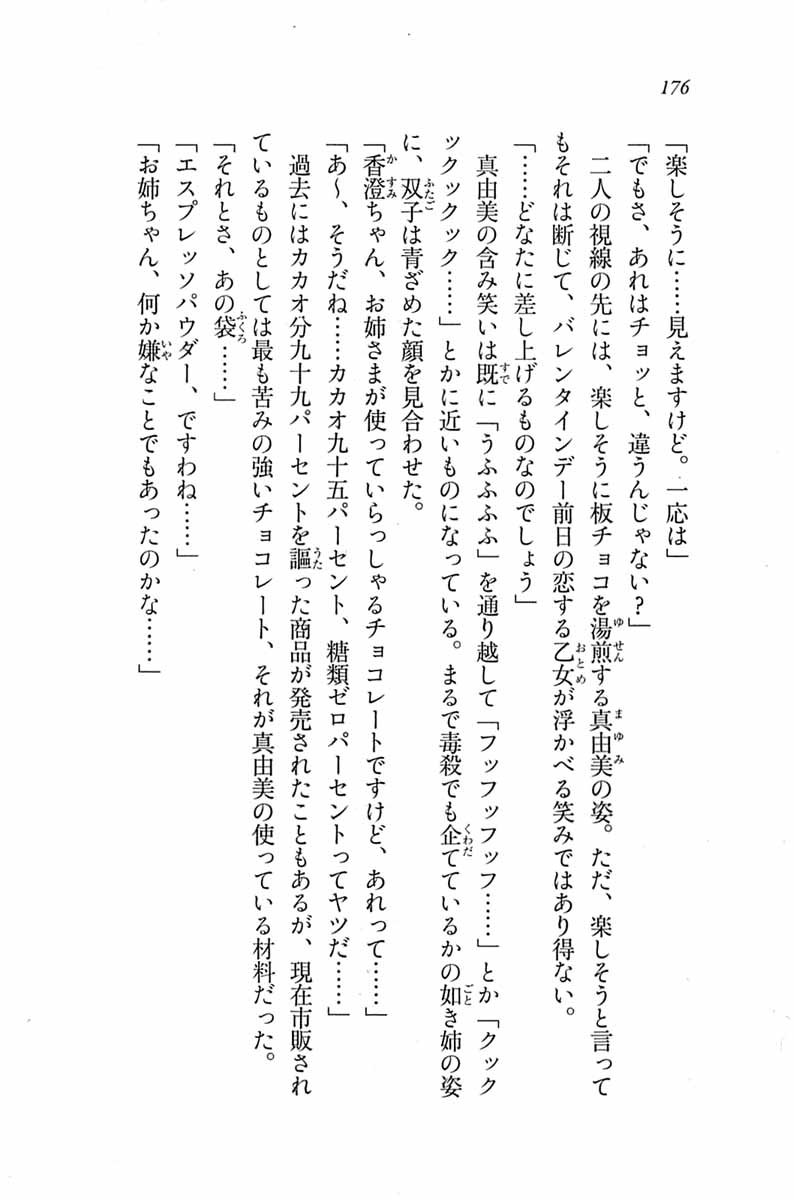 176
「楽しそうに……見えますけど。一応は」
「でもさ、あれはチョッと、違うんじゃない？」
　二人の視線の先には、楽しそうに板チョコを湯煎する真由美の姿。ただ、楽しそうと言って
もそれは断じて、バレンタインデー前日の恋する乙女が浮かべる笑みではあり得ない。
「……どなたに差し上げるものなのでしょう」
　真由美の含み笑いは既に「うふふふふ」を通り越して「フッフッフッフ……」とか「クック
ックックック……」とかに近いものになっている。まるで毒殺でも企てているかの如き姉の姿
に、双子は青ざめた顔を見合わせた。
「香澄ちゃん、お姉さまが使っていらっしゃるチョコレートですけど、あれって……」
「あ～、そうだね……カカオ九十五パーセント、糖類ゼロパーセントってヤツだ……」
　過去にはカカオ分九十九パーセントを謳った商品が発売されたこともあるが、現在市販され
ているものとしては最も苦みの強いチョコレート、それが真由美の使っている材料だった。
「それとさ、あの袋……」
「エスプレッソパウダー、ですわね……」
「お姉ちゃん、何か嫌なことでもあったのかな……」